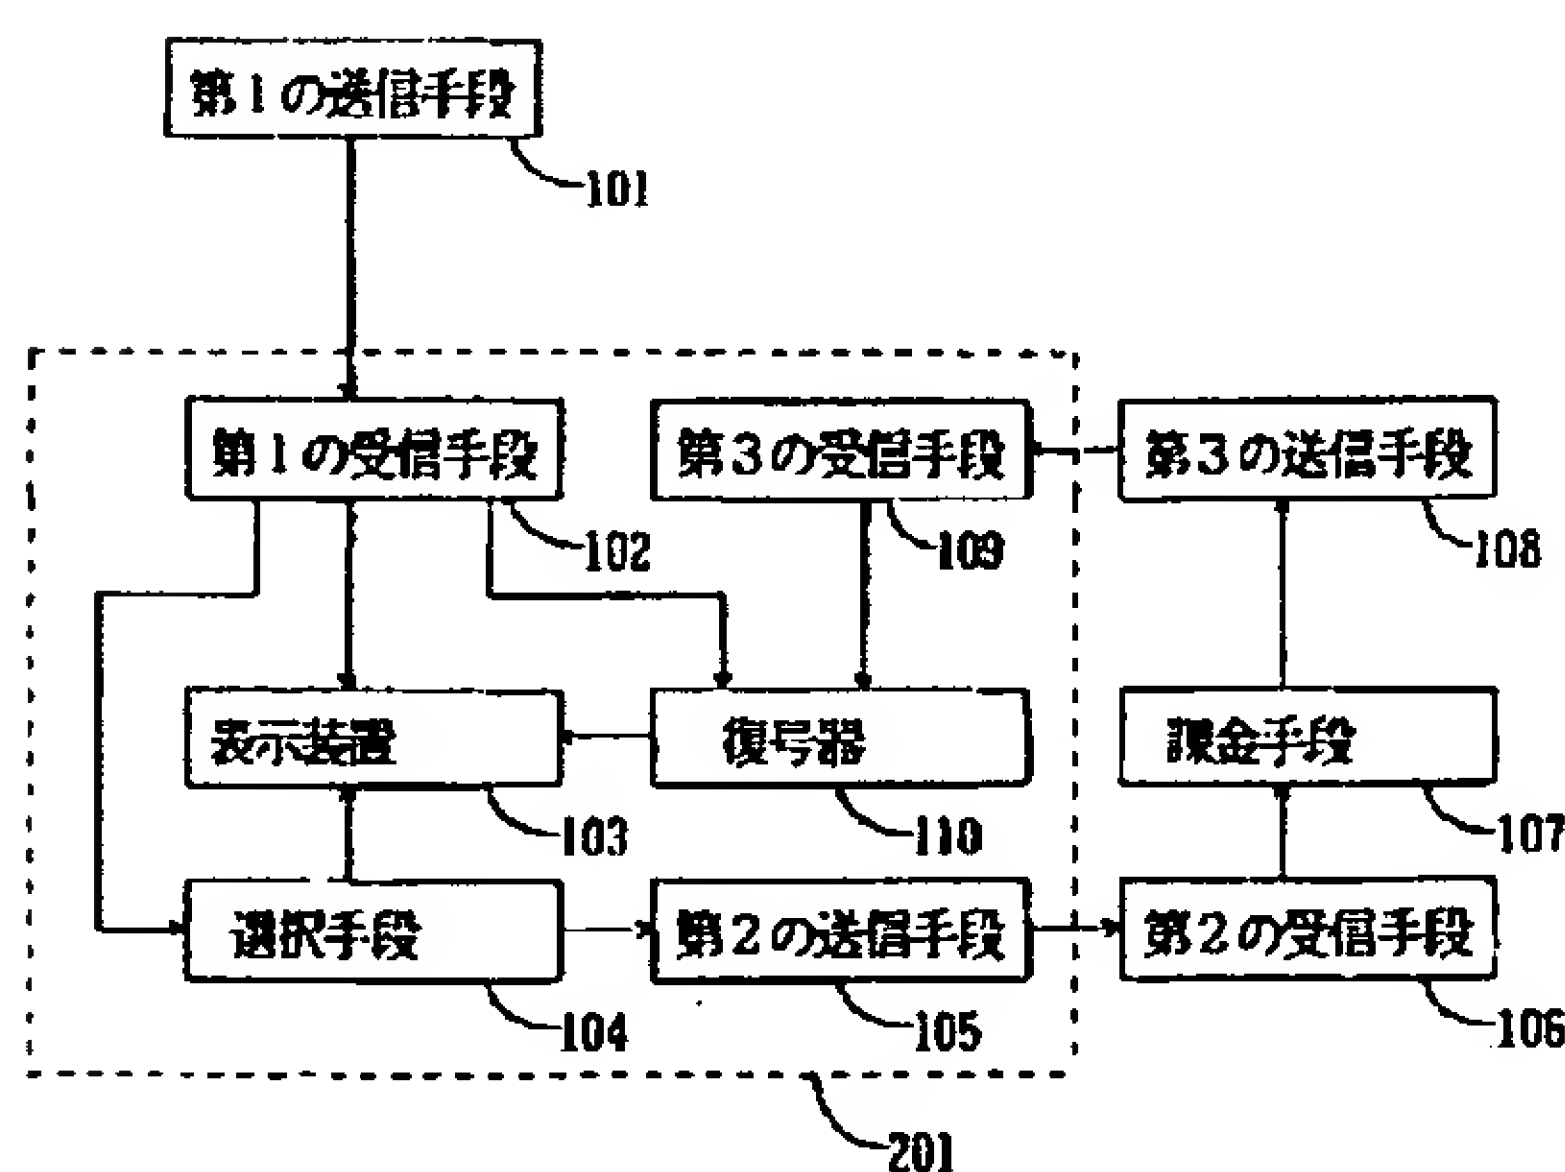 第1の送信手段
101
第1の受信手段
第3の受信手段
第3の送信手段
102
109
108
表示装置
復号器
課金手段
103
110
107
選択手段
第2の送信手段
第2の受信手段
104
105
106
201